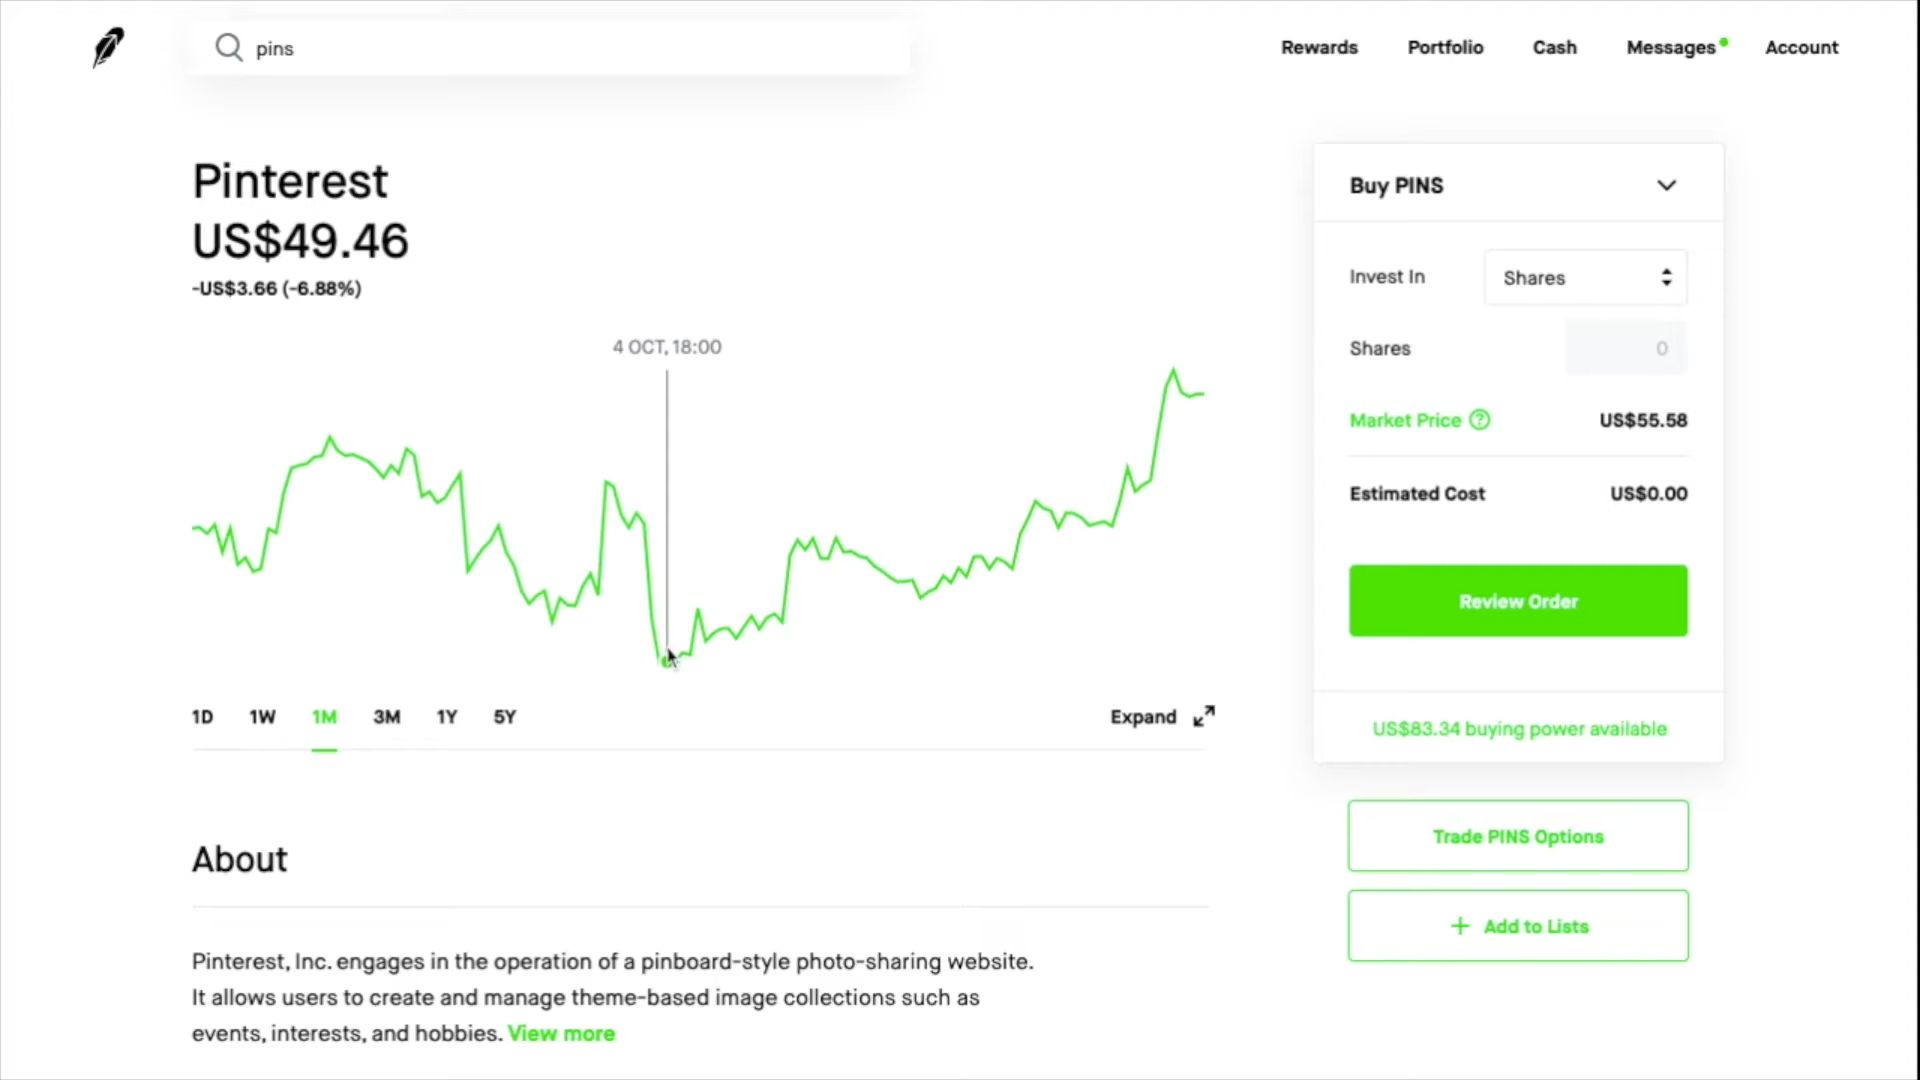 pins
Rewards
Portfolio
Cash
Messages
Account
Pinterest
US$49.46
-US$3.66 (-6.88%)
4 OCT, 18:00
1D
1W
1M
3M
1Y
5Y
Expand
About
Pinterest, Inc. engages in the operation of a pinboard-style photo-sharing website.
It allows users to create and manage theme-based image collections such as
events, interests, and hobbies. View more
Buy PINS
Invest In
Shares
Shares
0
Market Price ?
US$55.58
Estimated Cost
US$0.00
Review Order
US$83.34 buying power available
Trade PINS Options
+ Add to Lists